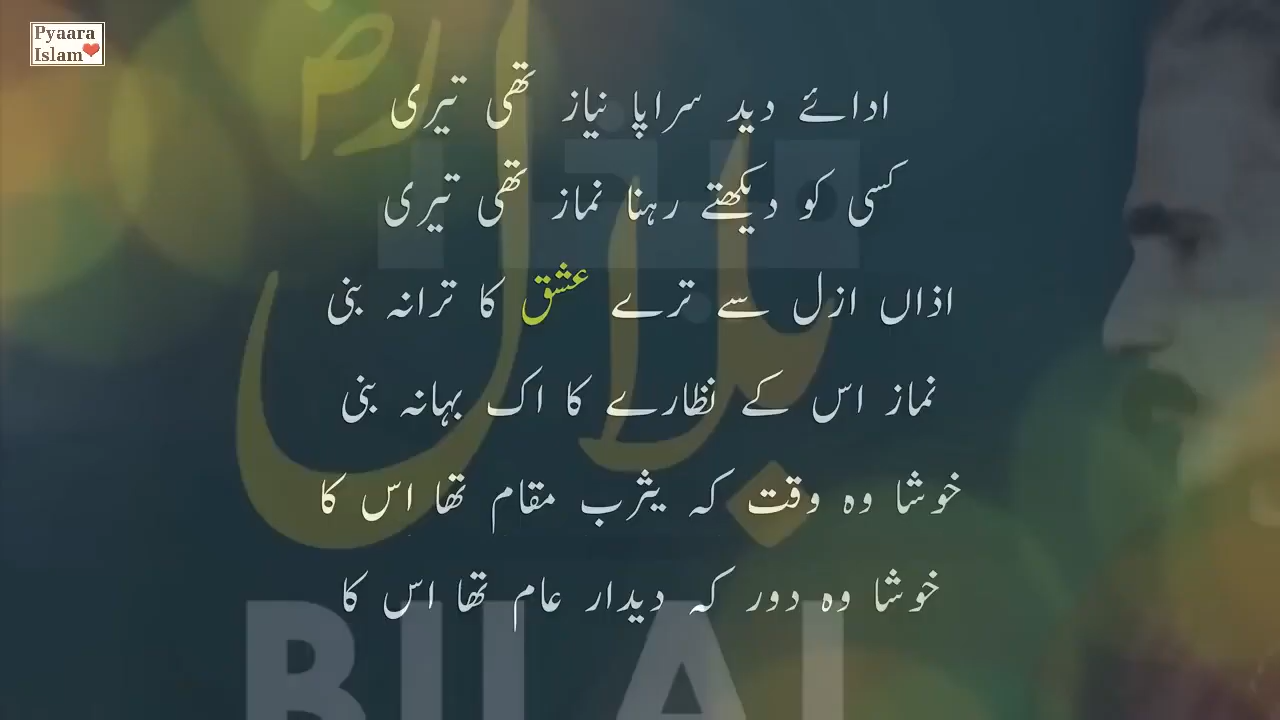 Pyaara
Islam
ادائے دید سراپا نیاز تھی تیری
کسی کو دیکھتے رہنا نماز تھی تیری
اذاں ازل سے ترے عشق کا ترانہ بنی
نماز اس کے نظارے کا اک بہانہ بنی
خوشا وہ وقت کہ یثرب مقام تھا اس کا
خوشا وہ دور کہ دیدار عام تھا اس کا
بلال
BILAL